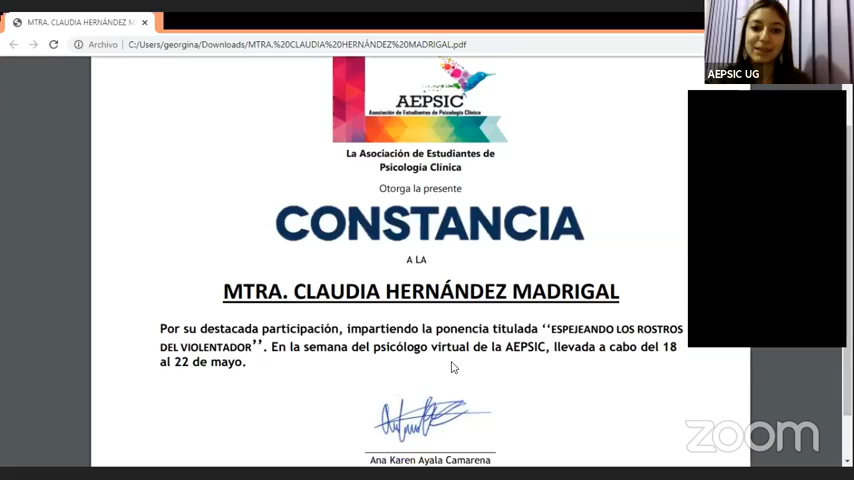 MTRA. CLAUDIA HERNÁNDEZ M
Archivo C:/Users/georgina/Downloads/MTRA.%20CLAUDIA%20HERNÁNDEZ%20MADRIGAL.pdf
AEPSIC UG
AEPSIC
Asociación de Estudiantes de Psicología Clínica
La Asociación de Estudiantes de
Psicología Clínica
Otorga la presente
CONSTANCIA
A LA
MTRA. CLAUDIA HERNÁNDEZ MADRIGAL
Por su destacada participación, impartiendo la ponencia titulada ‘‘ESPEJEANDO LOS ROSTROS
DEL VIOLENTADOR’’. En la semana del psicólogo virtual de la AEPSIC, llevada a cabo del 18
al 22 de mayo.
Ana Karen Ayala Camarena
zoom